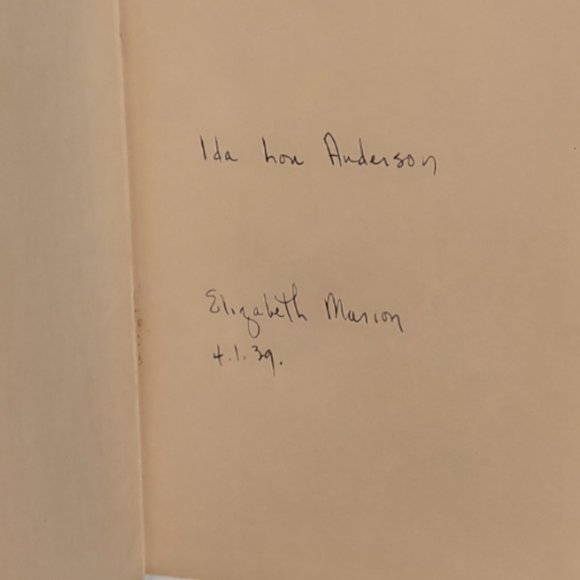 Ida Lou Anderson
Elizabeth Marion
4.1.39.